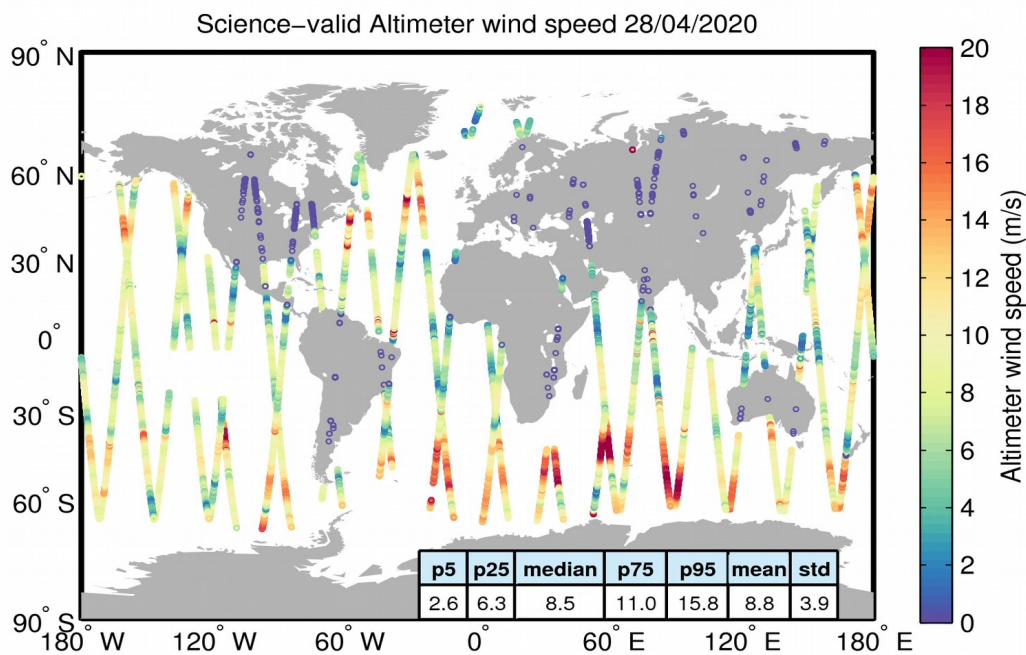 Science-valid Altimeter wind speed 28/04/2020
90° N
60° N
30° N
0°
30° S
60° S
90° S
180° W
120° W
60° W
0°
60° E
120° E
180° E
p5 p25 median p75 p95 mean std
2.6 6.3 8.5 11.0 15.8 8.8 3.9
20
18
16
14
12
10
8
6
4
2
0
Altimeter wind speed (m/s)